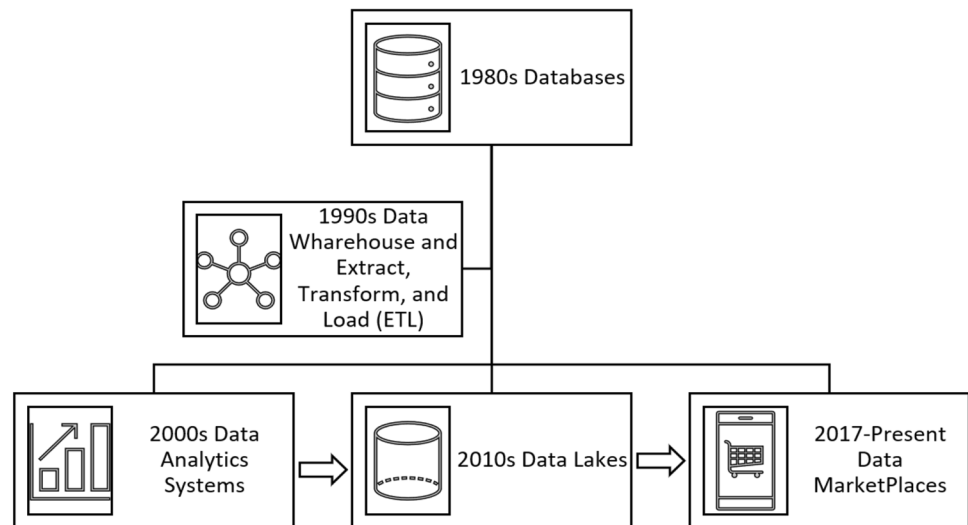 1980s Databases
1990s Data
Wharehouse and
Extract,
Transform, and
Load (ETL)
2000s Data
Analytics
Systems
2010s Data Lakes
2017-Present
Data
MarketPlaces